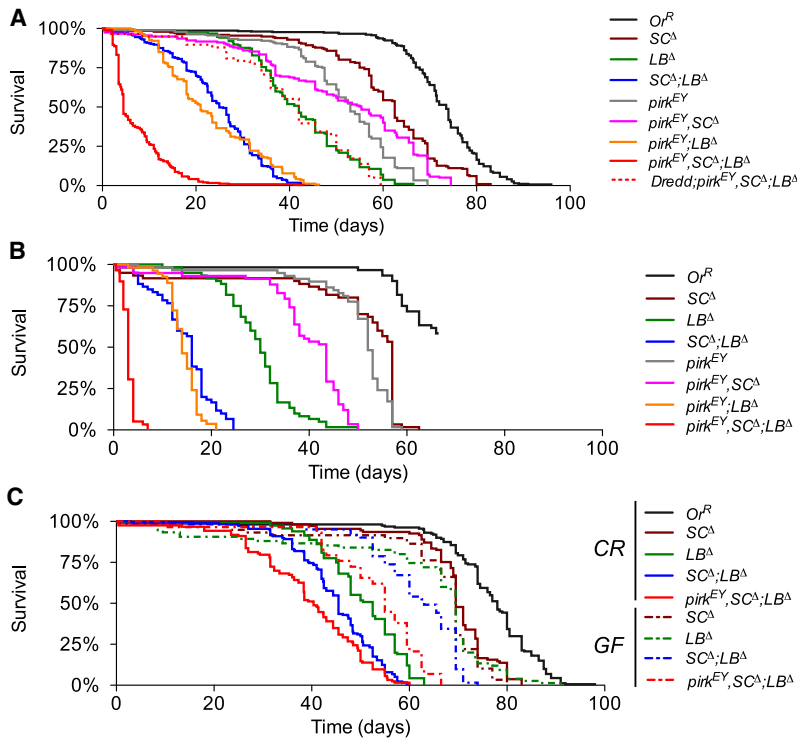 A
Survival
100%
75%
50%
25%
0%
0 20 40 60 80 100
Time (days)
Or^R
SC^Δ
LB^Δ
SC^Δ;LB^Δ
pirk^EY
pirk^EY,SC^Δ
pirk^EY;LB^Δ
pirk^EY,SC^Δ;LB^Δ
Dredd;pirk^EY,SC^Δ;LB^Δ
B
Survival
100%
75%
50%
25%
0%
0 20 40 60 80 100
Time (days)
Or^R
SC^Δ
LB^Δ
SC^Δ;LB^Δ
pirk^EY
pirk^EY,SC^Δ
pirk^EY;LB^Δ
pirk^EY,SC^Δ;LB^Δ
C
Survival
100%
75%
50%
25%
0%
0 20 40 60 80 100
Time (days)
CR
Or^R
SC^Δ
LB^Δ
SC^Δ;LB^Δ
pirk^EY,SC^Δ;LB^Δ
GF
SC^Δ
LB^Δ
SC^Δ;LB^Δ
pirk^EY,SC^Δ;LB^Δ